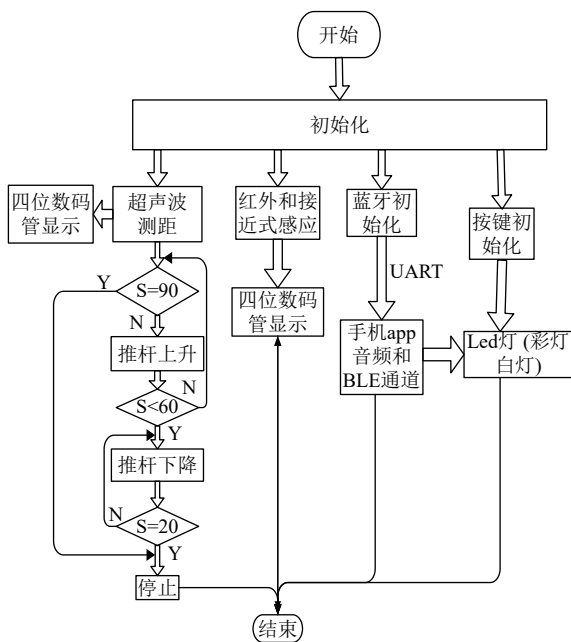 开始
初始化
四位数码
管显示
超声波
测距
红外和接
近式感应
蓝牙初
始化
按键初
始化
Y
S=90
N
UART
四位数码
管显示
手机app
音频和
BLE通道
Led灯 (彩灯
白灯)
推杆上升
N
S<60
Y
推杆下降
N
S=20
Y
停止
结束